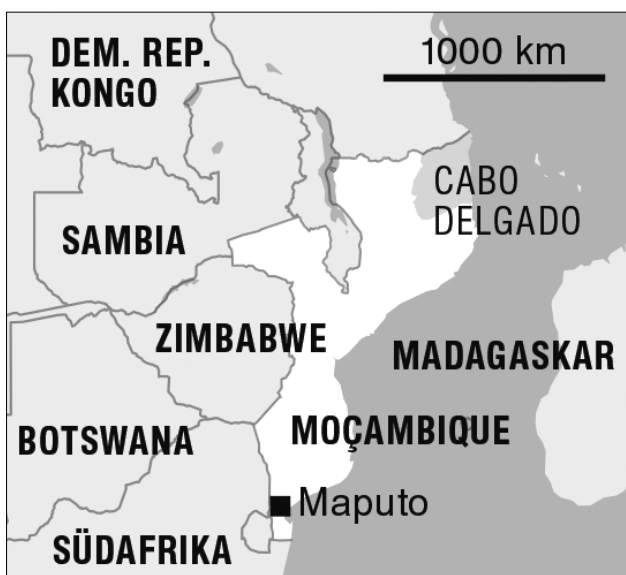 DEM. REP.
KONGO
1000 km
CABO
DELGADO
SAMBIA
ZIMBABWE
MADAGASKAR
MOÇAMBIQUE
BOTSWANA
Maputo
SÜDAFRIKA